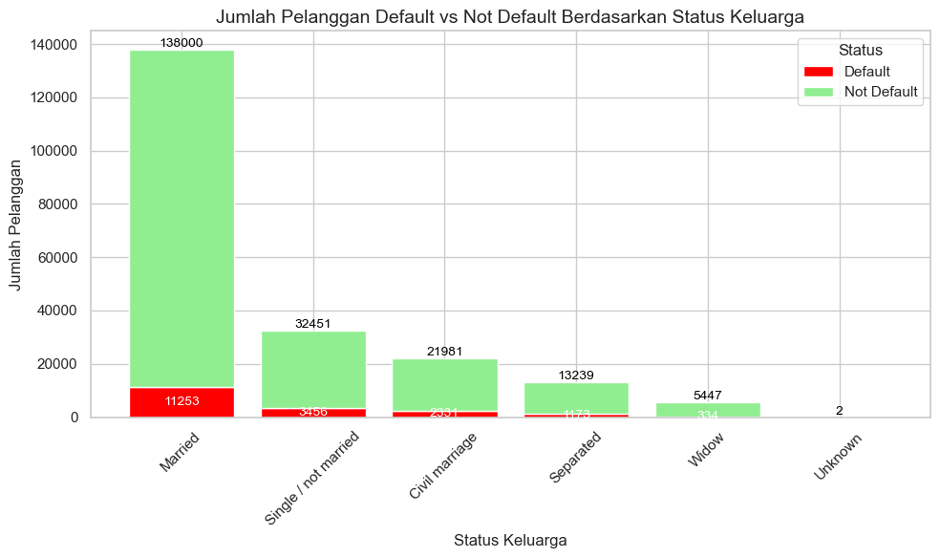 Jumlah Pelanggan Default vs Not Default Berdasarkan Status Keluarga
Status
Default
Not Default
Jumlah Pelanggan
140000
120000
100000
80000
60000
40000
20000
0
138000
11253
32451
3456
21981
2331
13239
1173
5447
334
2
Married
Single / not married
Civil marriage
Separated
Widow
Unknown
Status Keluarga